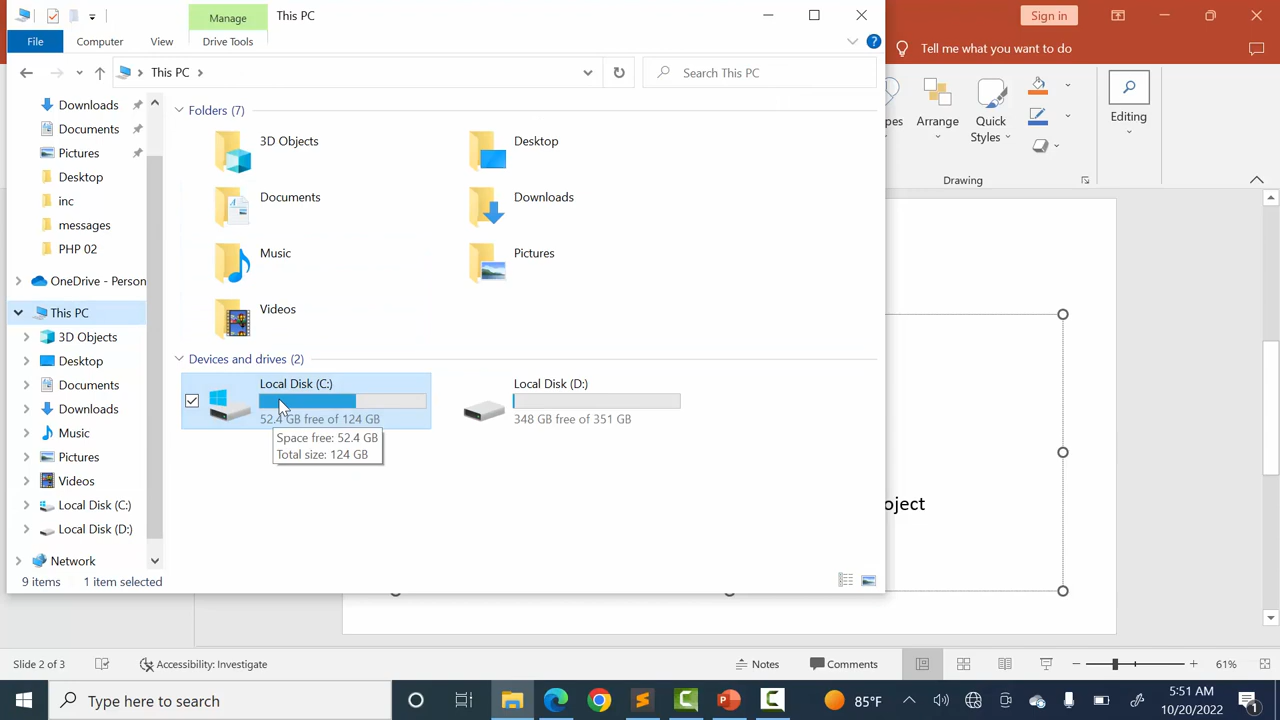 Manage
This PC
Sign in
File
Computer
View
Drive Tools
Tell me what you want to do
This PC
Search This PC
Downloads
Documents
Pictures
Desktop
inc
messages
PHP 02
OneDrive - Person
This PC
3D Objects
Desktop
Documents
Downloads
Music
Pictures
Videos
Local Disk (C:)
Local Disk (D:)
Network
Folders (7)
3D Objects
Desktop
Documents
Downloads
Music
Pictures
Videos
Devices and drives (2)
Local Disk (C:)
52.4 GB free of 124 GB
Space free: 52.4 GB
Total size: 124 GB
Local Disk (D:)
348 GB free of 351 GB
9 items
1 item selected
pes
Arrange
Quick
Styles
Editing
Drawing
oject
Slide 2 of 3
Accessibility: Investigate
Notes
Comments
61%
Type here to search
85°F
5:51 AM
10/20/2022
1